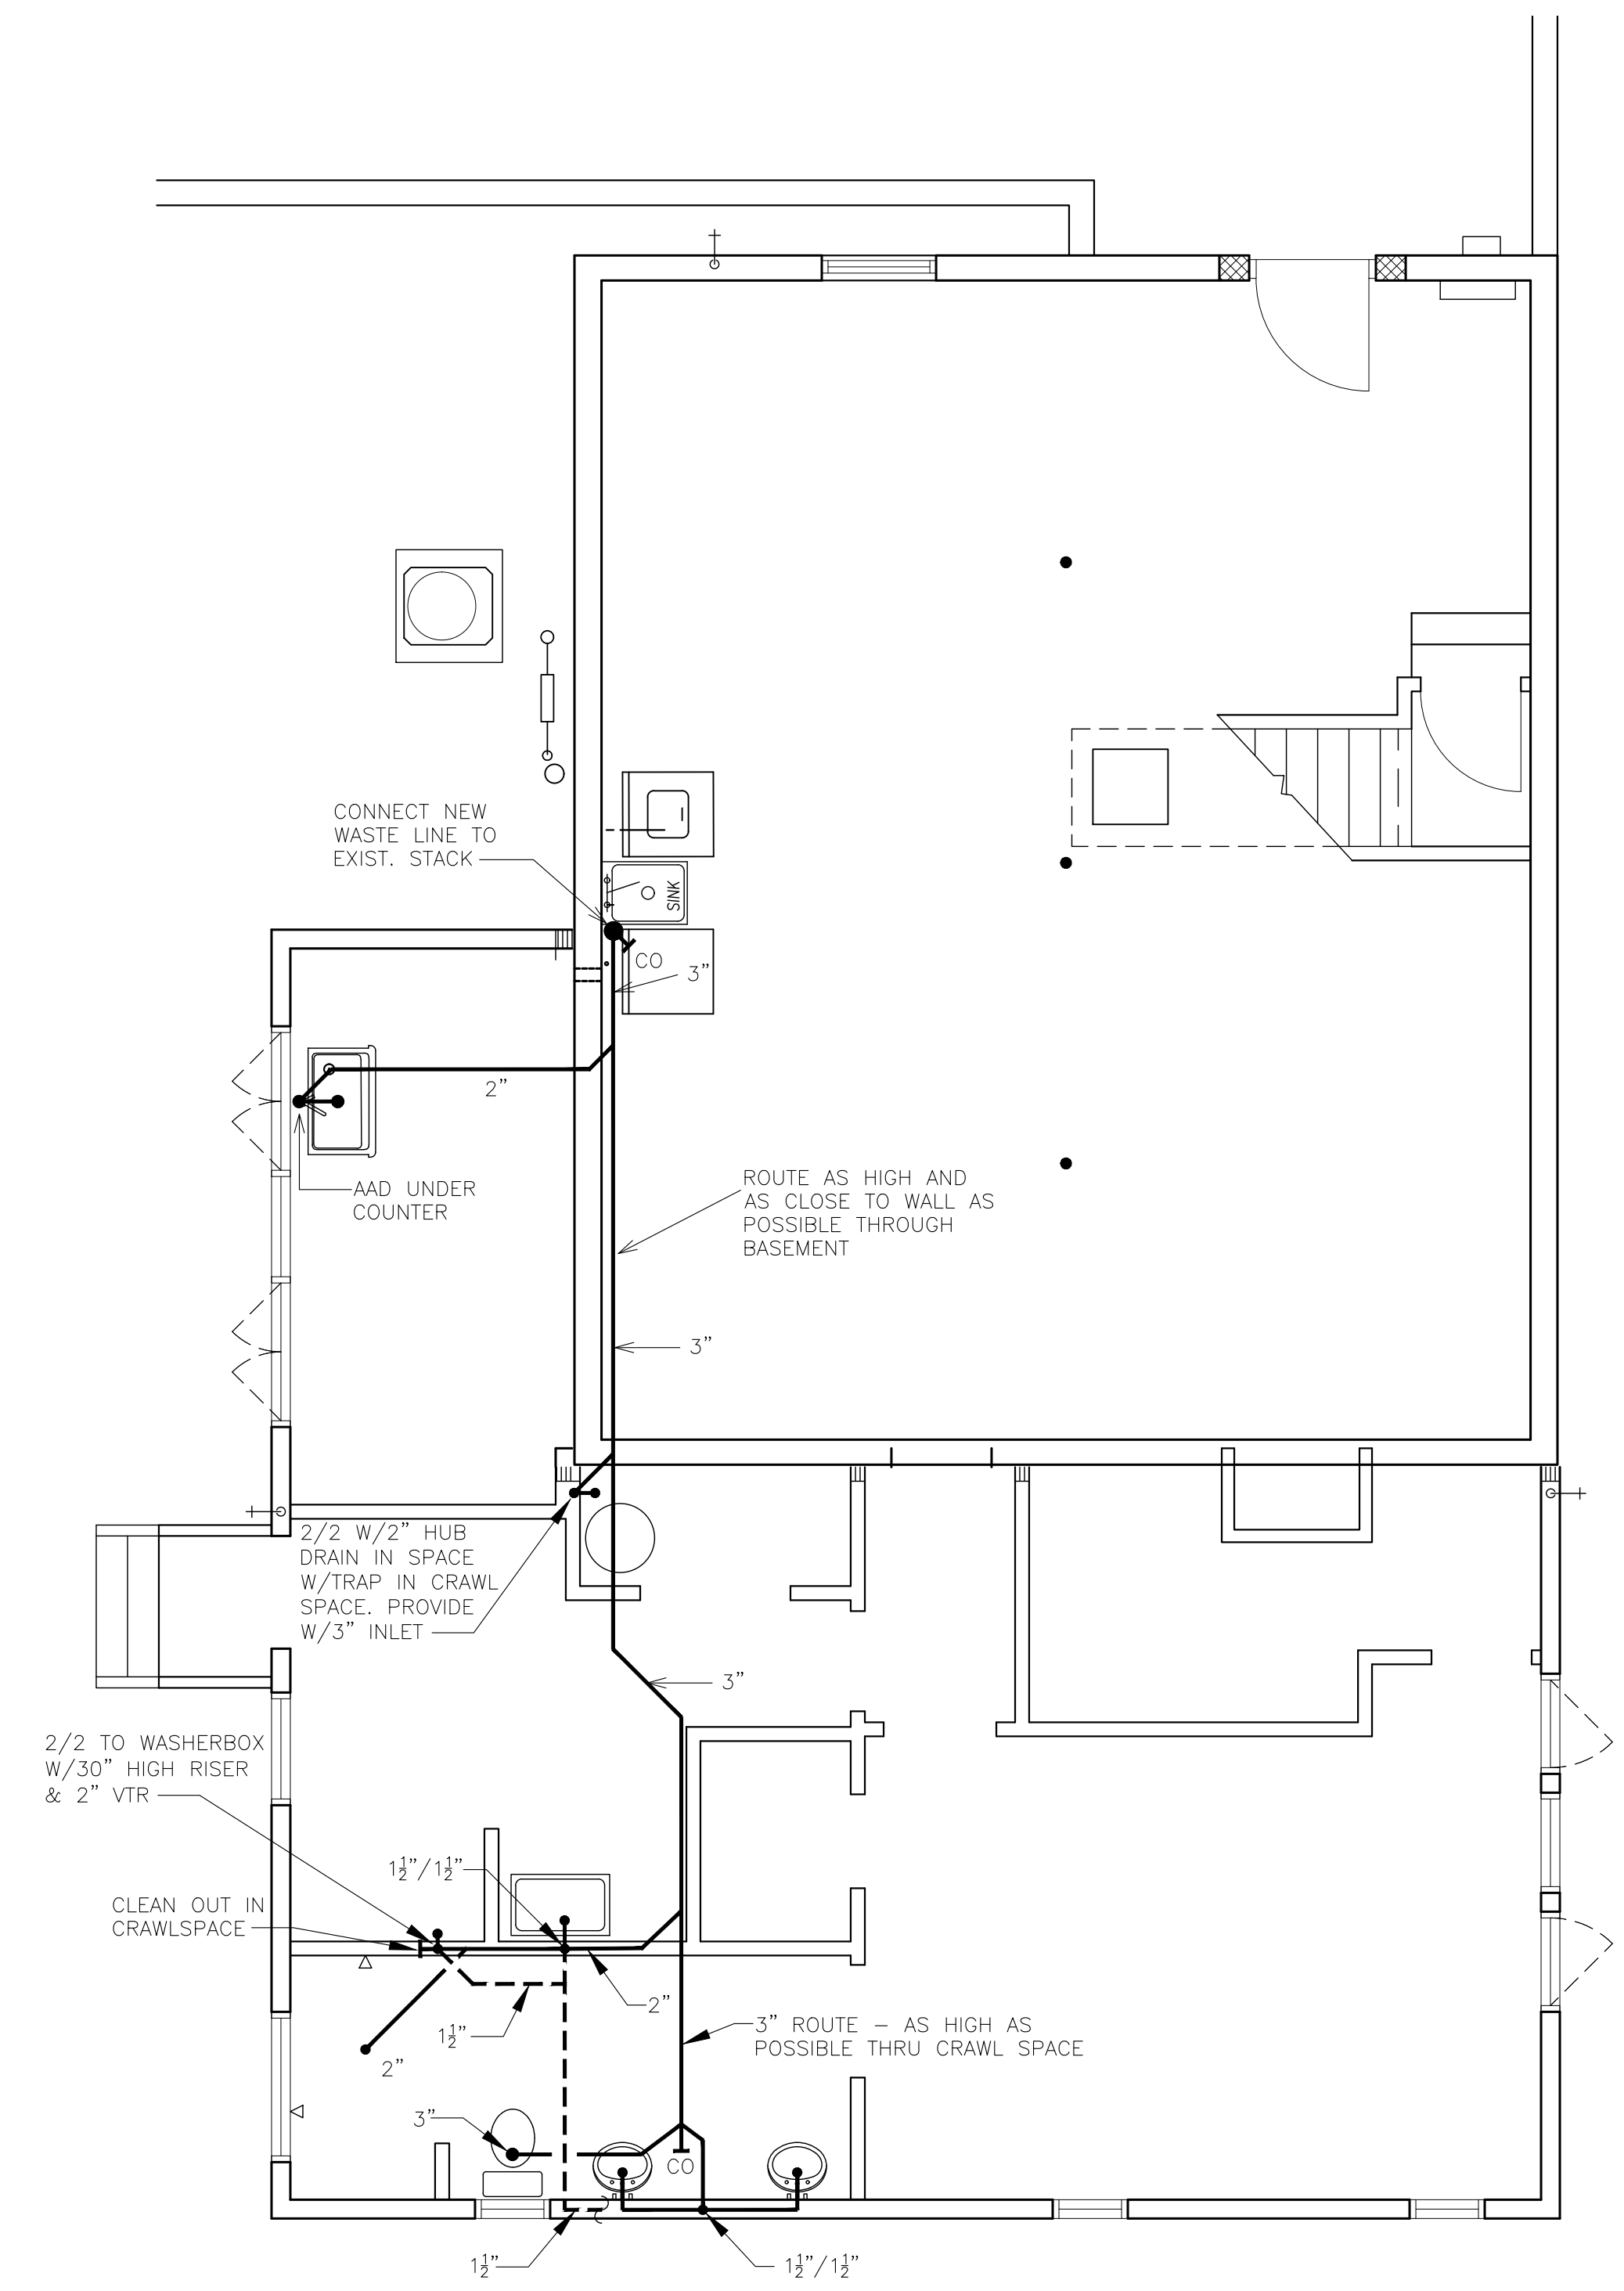 CONNECT NEW
WASTE LINE TO
EXIST. STACK
SINK
CO
3"
2"
AAD UNDER
COUNTER
ROUTE AS HIGH AND
AS CLOSE TO WALL AS
POSSIBLE THROUGH
BASEMENT
3"
2/2 W/2" HUB
DRAIN IN SPACE
W/TRAP IN CRAWL
SPACE. PROVIDE
W/3" INLET
3"
2/2 TO WASHERBOX
W/30" HIGH RISER
& 2" VTR
1½"/1½"
CLEAN OUT IN
CRAWLSPACE
2"
1½"
3" ROUTE – AS HIGH AS
POSSIBLE THRU CRAWL SPACE
2"
3"
CO
1½"
1½"/1½"